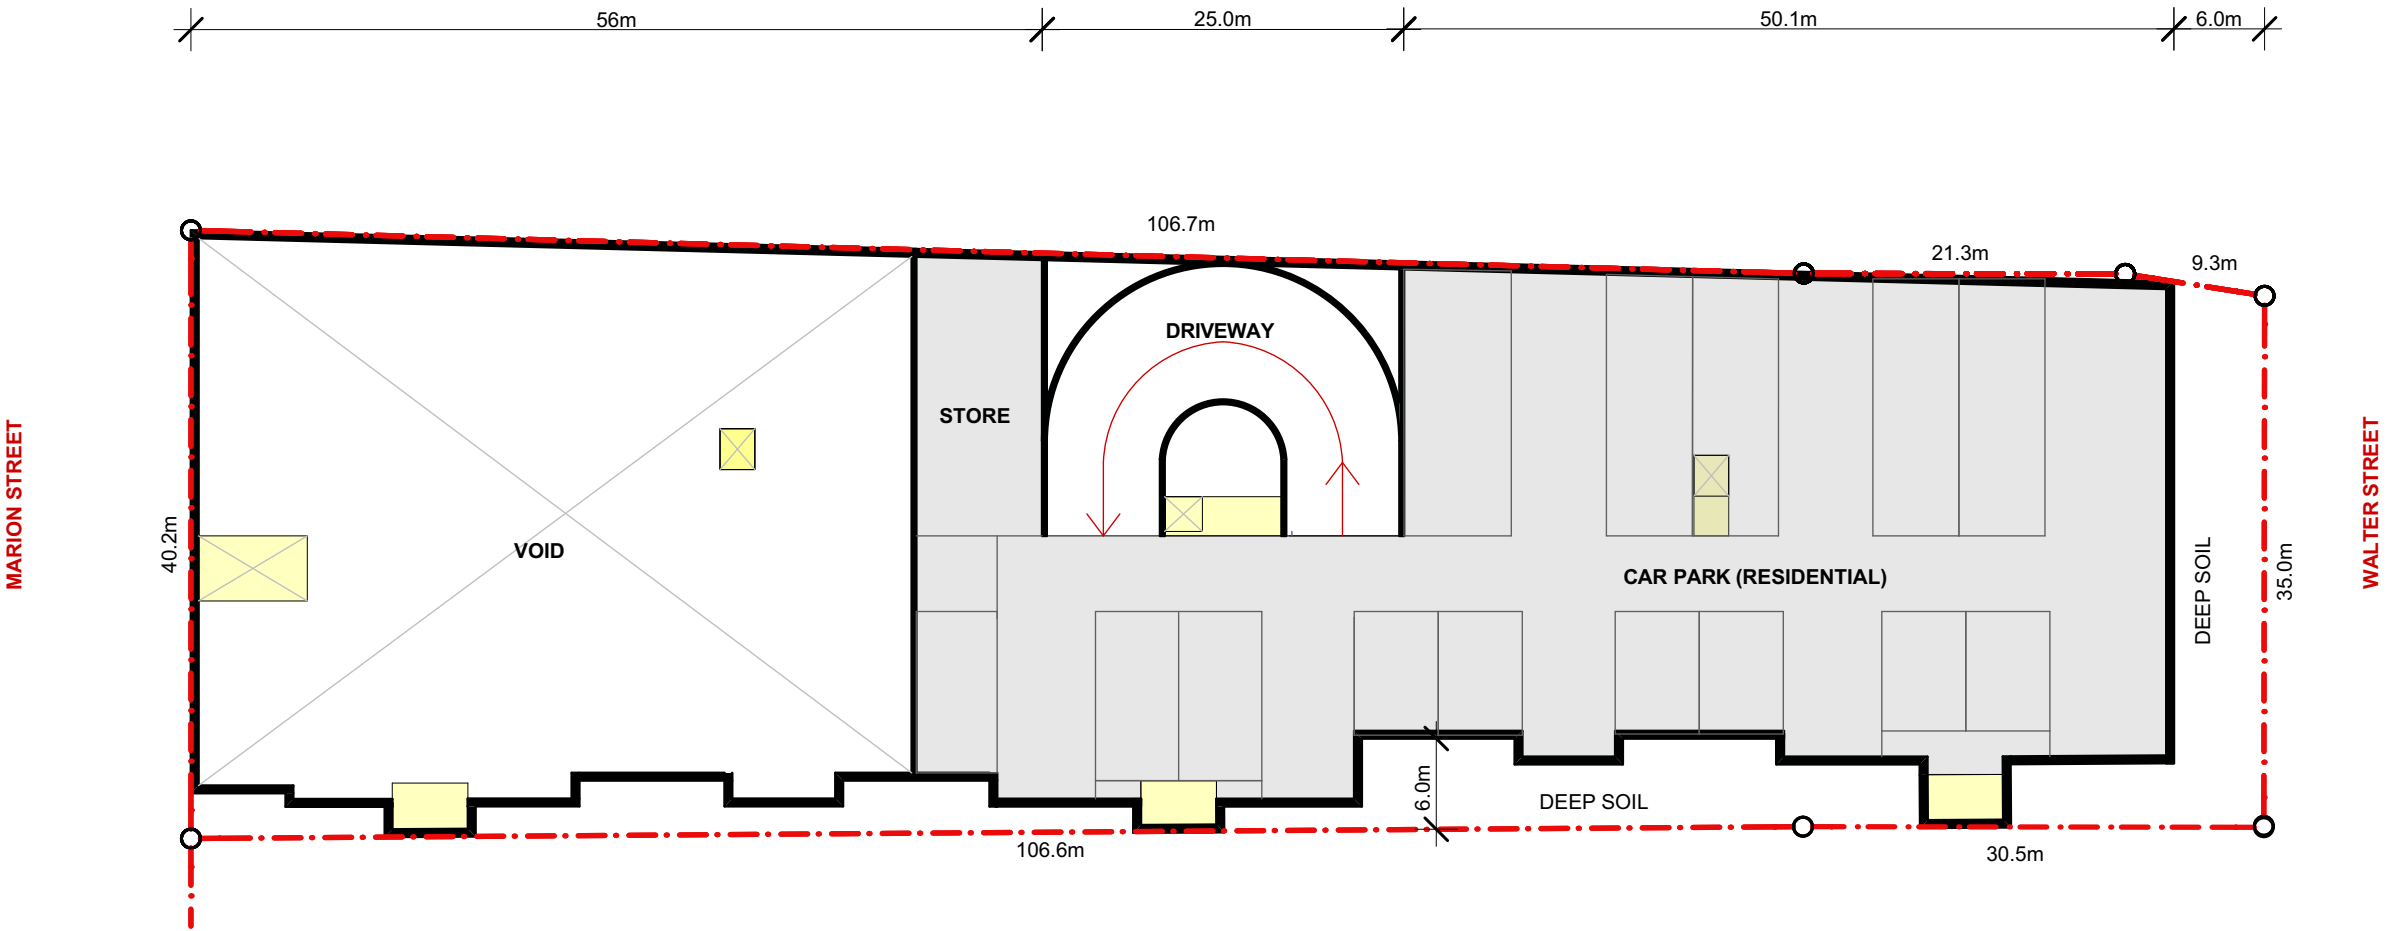 56m
25.0m
50.1m
6.0m
106.7m
21.3m
9.3m
DRIVEWAY
STORE
MARION STREET
WALTER STREET
40.2m
VOID
CAR PARK (RESIDENTIAL)
DEEP SOIL
35.0m
6.0m
DEEP SOIL
106.6m
30.5m